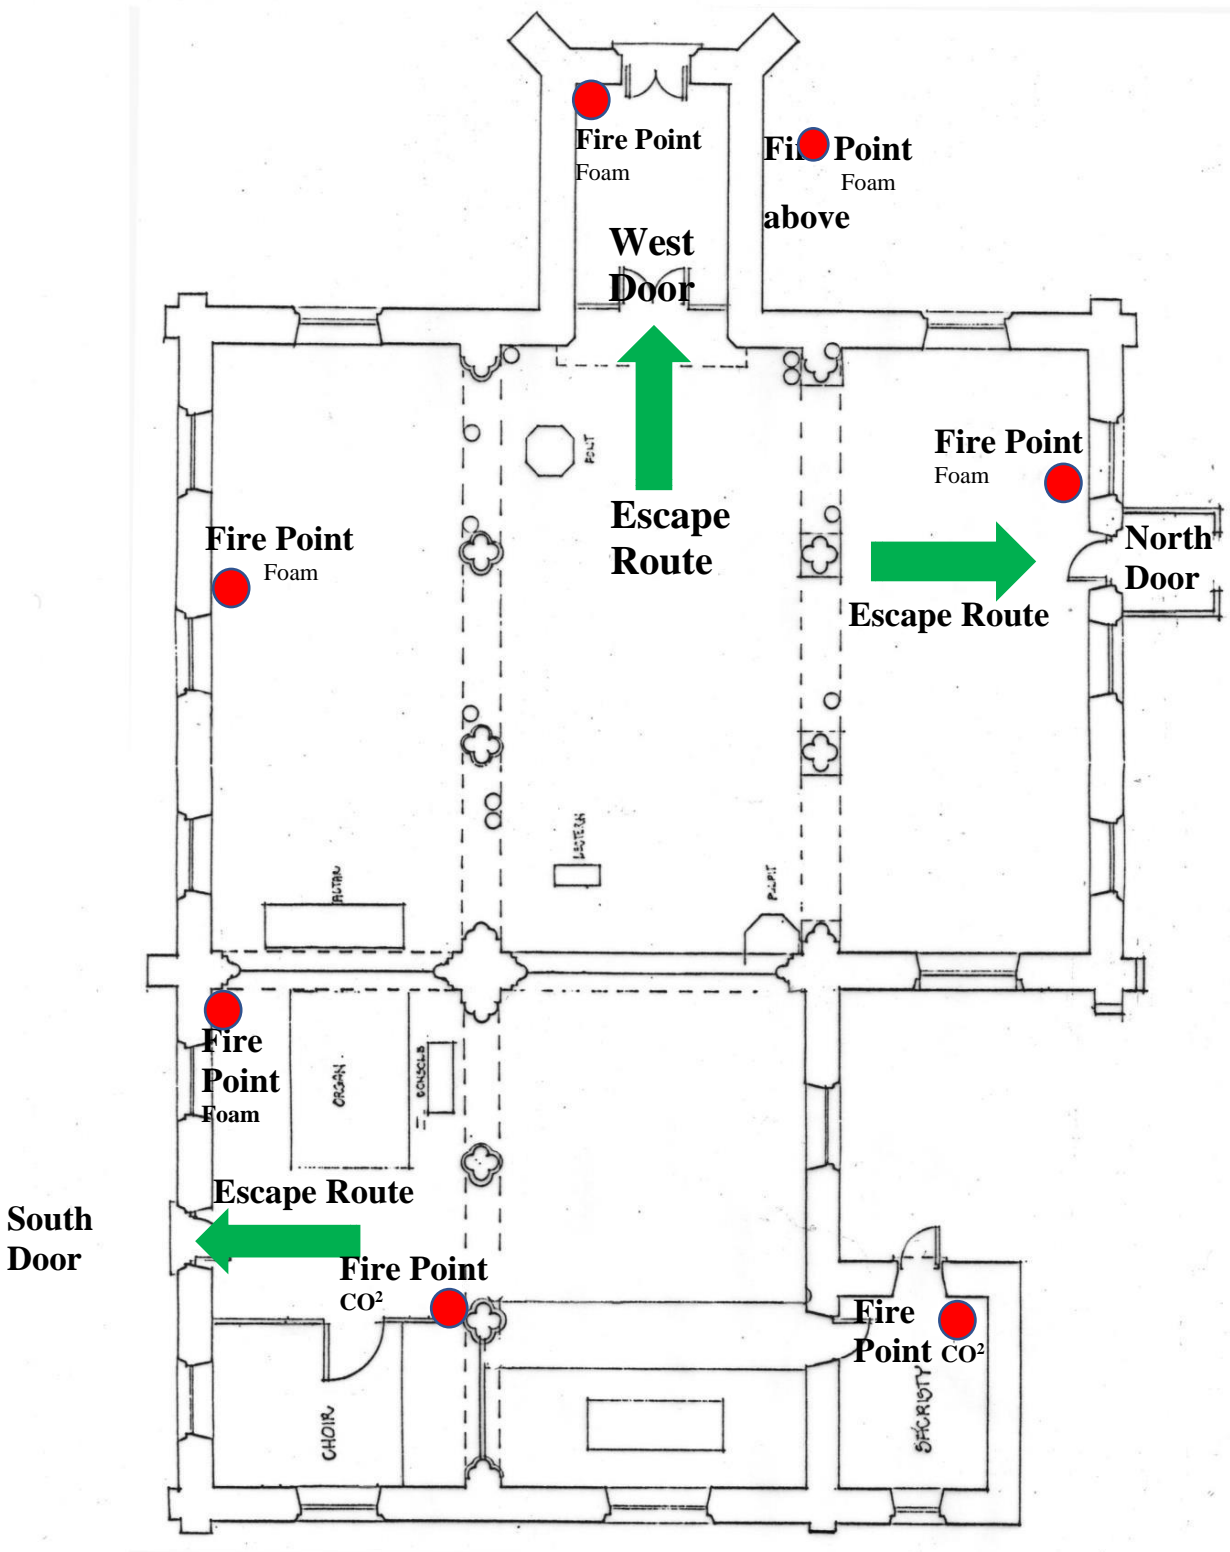 Fire Point
Foam
Fire Point
Foam
above
West
Door
FONT
Fire Point
Foam
Escape
Route
North
Door
Escape Route
Fire Point
Foam
LECTERN
ALTAR
PULPIT
Fire
Point
Foam
ORGAN
CONSOLE
Escape Route
South
Door
Fire Point
CO²
Fire
Point CO²
CHOIR
SACRISTY